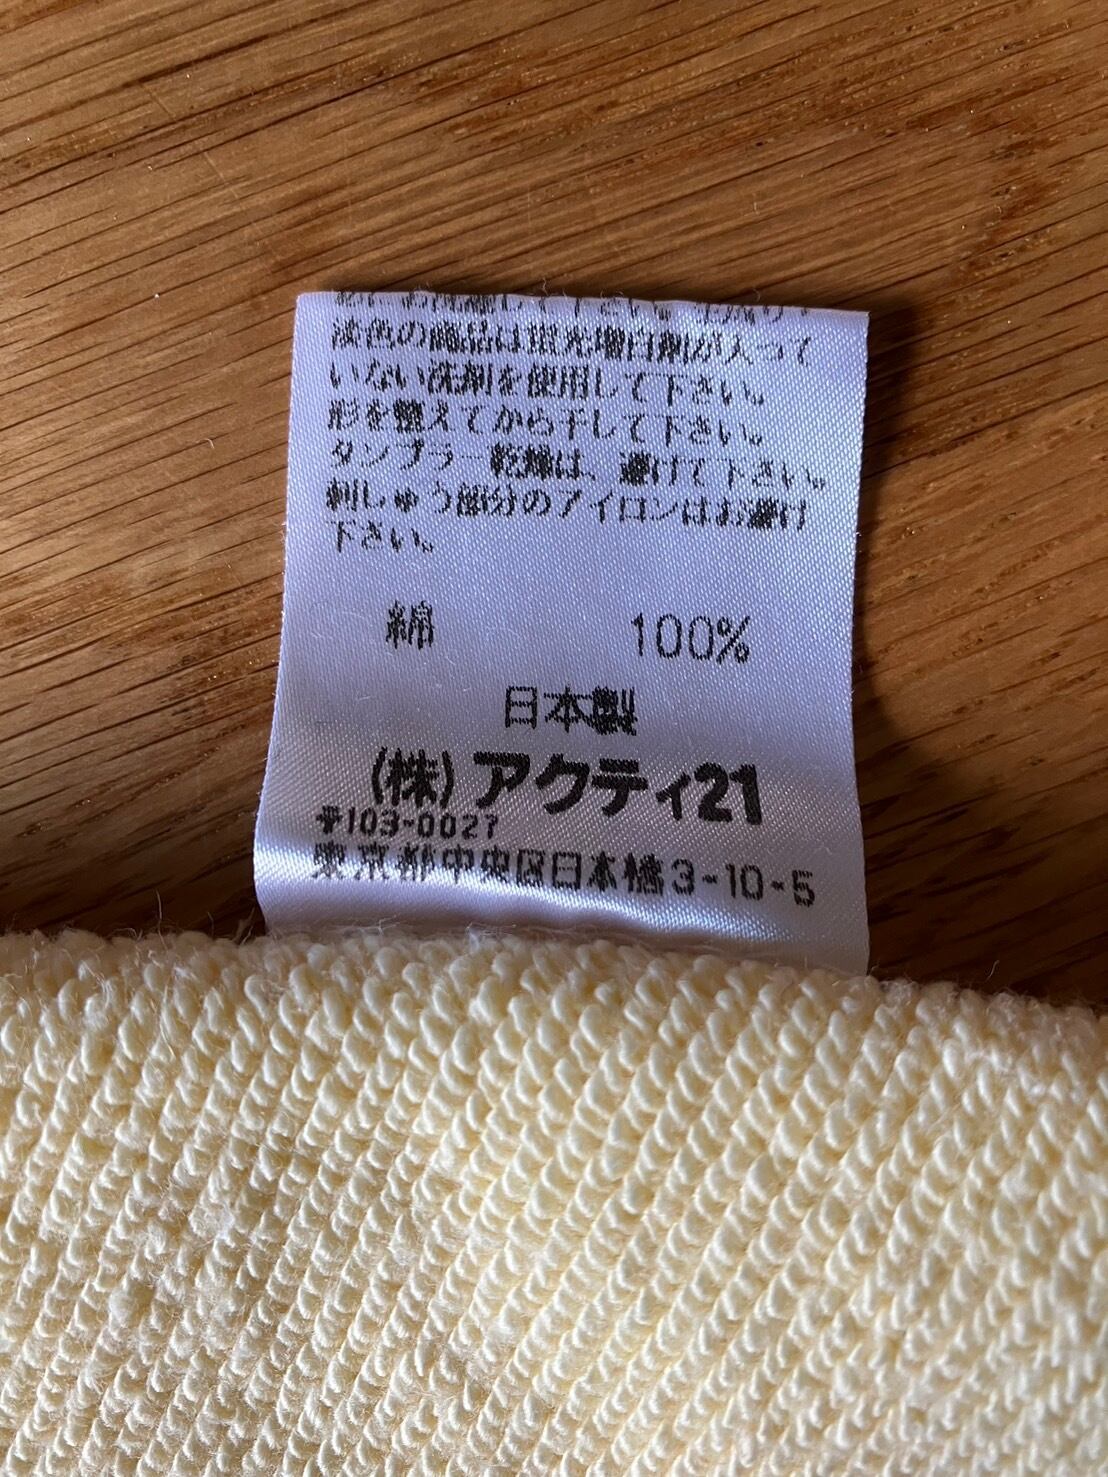 淡色の商品は蛍光増白剤が入って
いない洗剤を使用して下さい。
形を整えてから干して下さい。
タンブラー乾燥は、避けて下さい。
刺しゅう部分のアイロンはお避け
下さい。
綿 100%
日本製
(株)アクティ21
〒103-0027
東京都中央区日本橋3-10-5